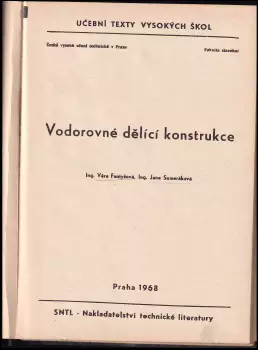 UČEBNÍ TEXTY VYSOKÝCH ŠKOL
České vysoké učení technické v Praze
Fakulta stavební
Vodorovné dělící konstrukce
Ing. Věra Fantyšová, Ing. Jana Sumeráková
Praha 1968
SNTL - Nakladatelství technické literatury